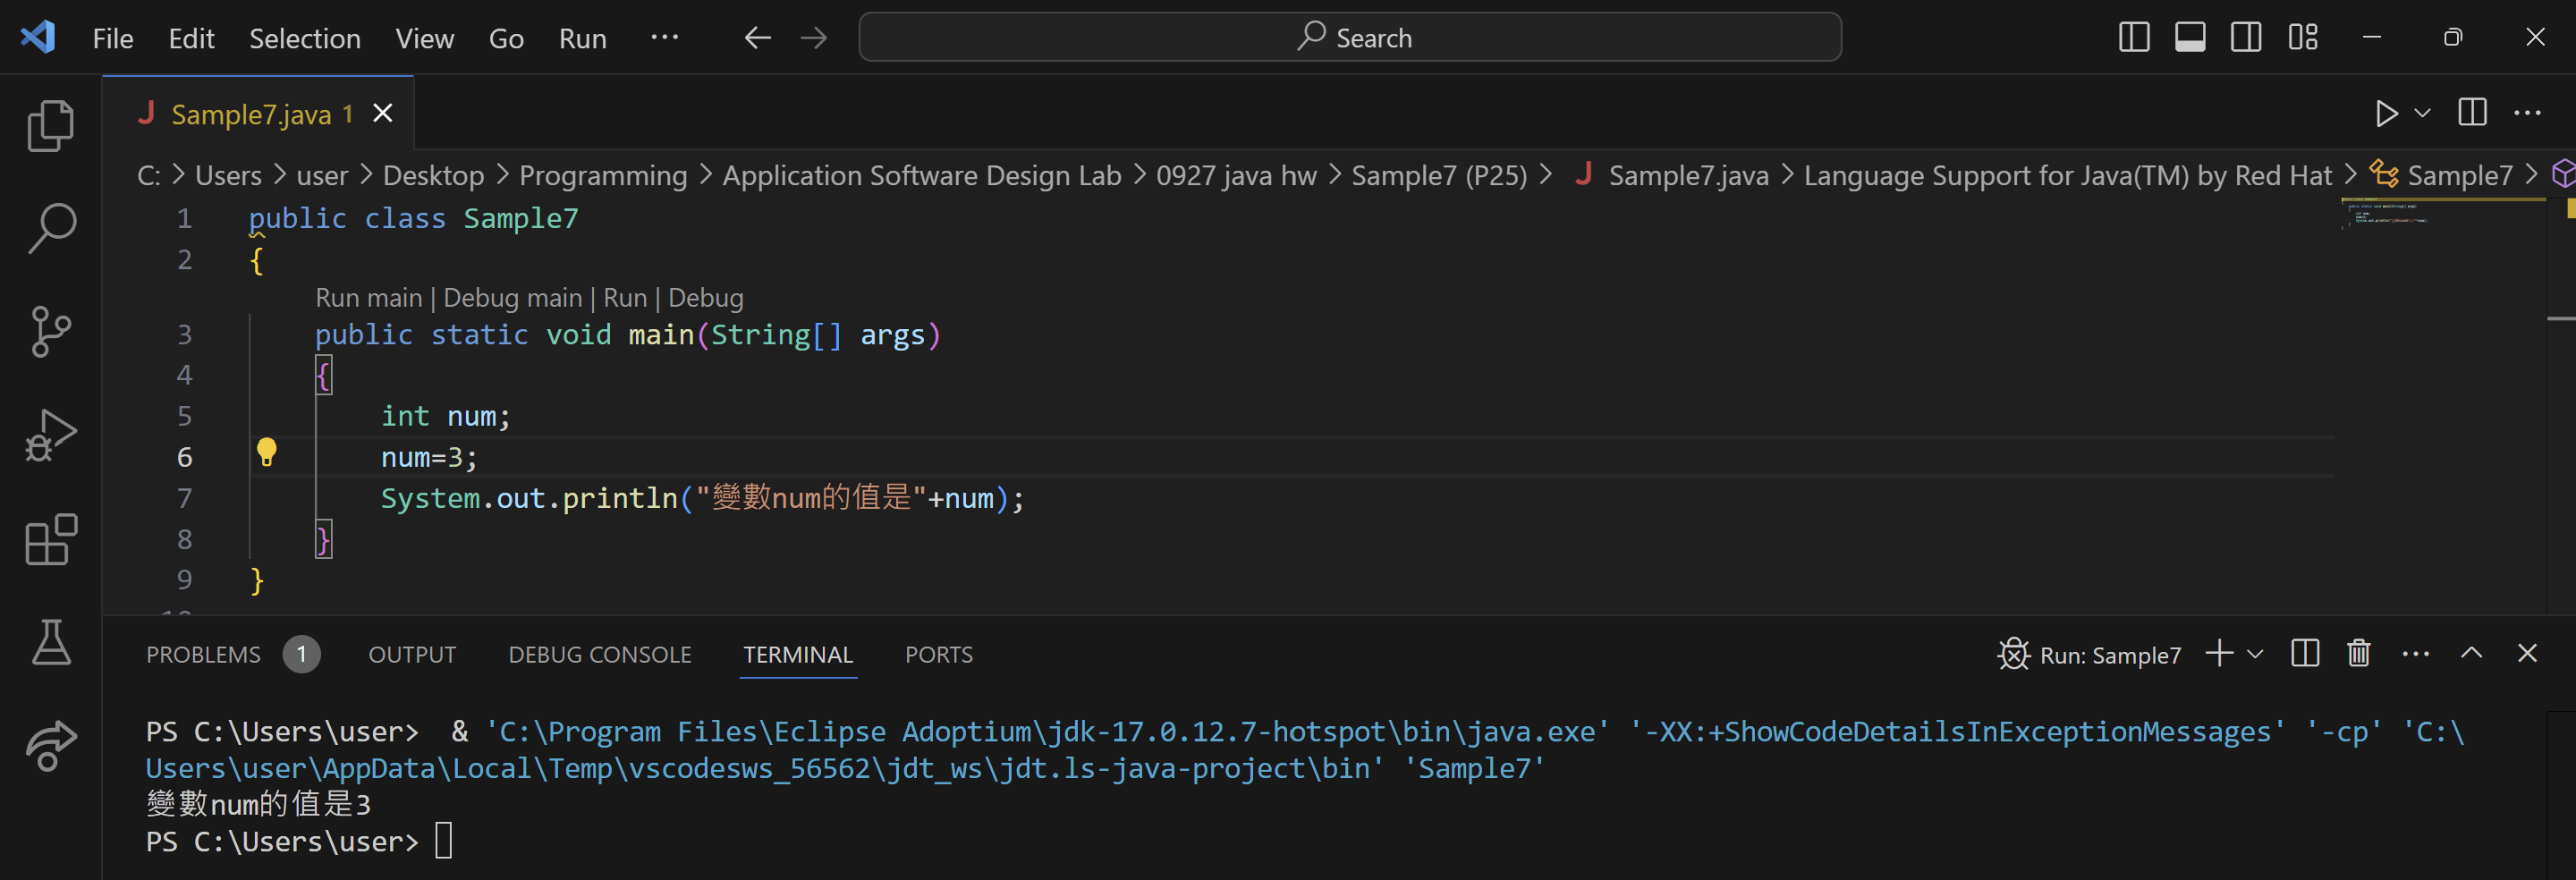 File Edit Selection View Go Run ··· Search
Sample7.java 1
C: > Users > user > Desktop > Programming > Application Software Design Lab > 0927 java hw > Sample7 (P25) > Sample7.java > Language Support for Java(TM) by Red Hat > Sample7 >
1 public class Sample7
2 {
Run main | Debug main | Run | Debug
3 public static void main(String[] args)
4 {
5 int num;
6 num=3;
7 System.out.println("變數num的值是"+num);
8 }
9 }
PROBLEMS 1 OUTPUT DEBUG CONSOLE TERMINAL PORTS Run: Sample7
PS C:\Users\user>  & 'C:\Program Files\Eclipse Adoptium\jdk-17.0.12.7-hotspot\bin\java.exe' '-XX:+ShowCodeDetailsInExceptionMessages' '-cp' 'C:\
Users\user\AppData\Local\Temp\vscodesws_56562\jdt_ws\jdt.ls-java-project\bin' 'Sample7'
變數num的值是3
PS C:\Users\user>